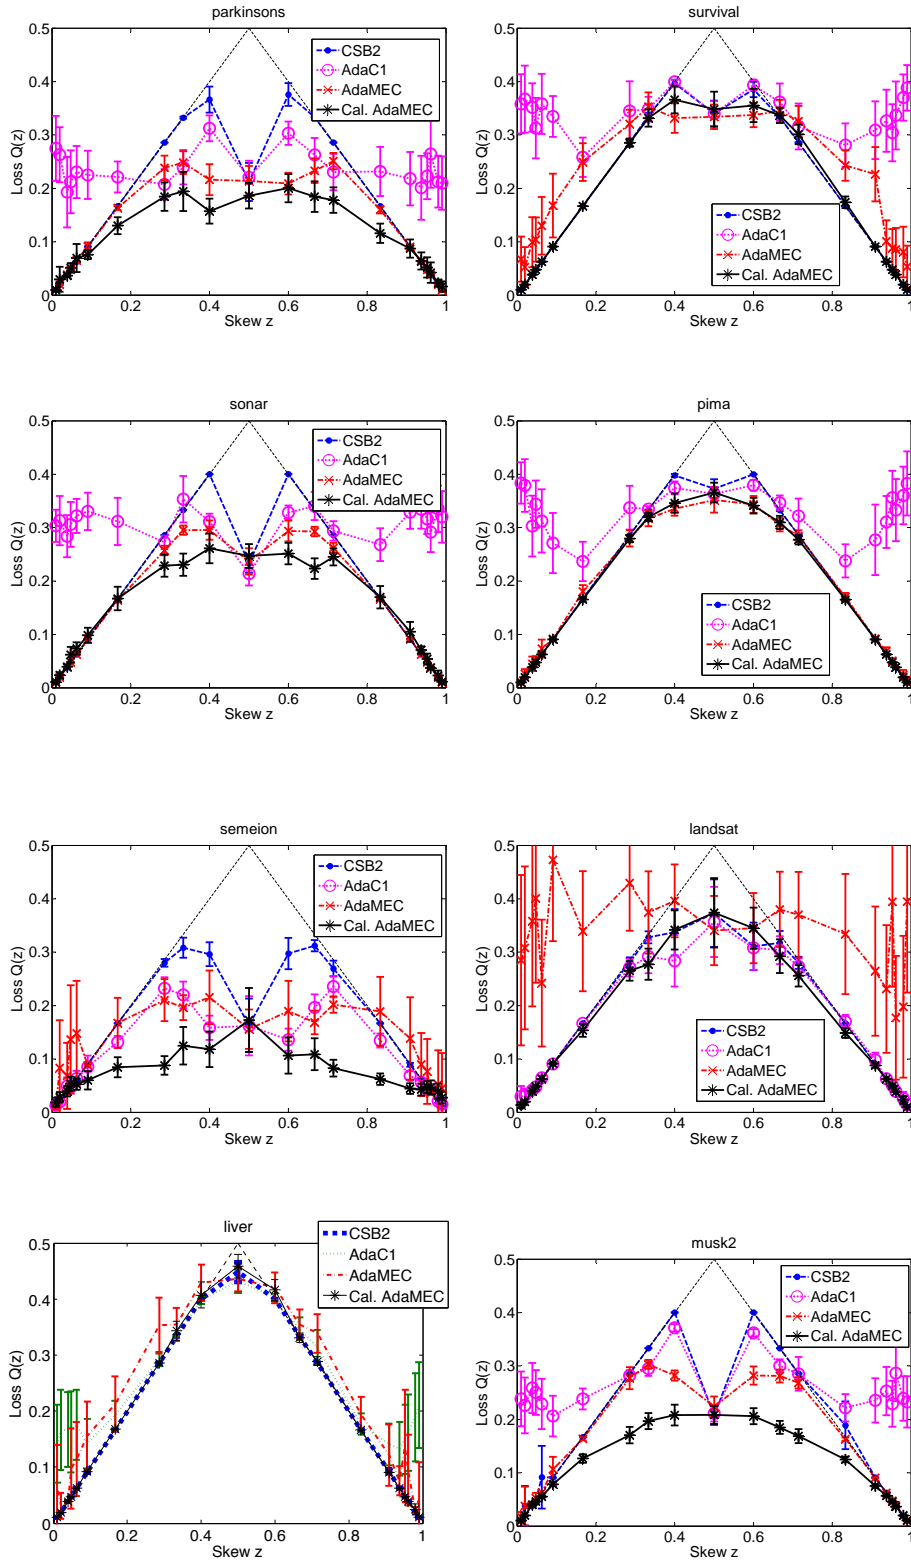 parkinsons
Loss Q(z)
0.5
0.4
0.3
0.2
0.1
0
0 0.2 0.4 0.6 0.8 1
Skew z
CSB2
AdaC1
AdaMEC
Cal. AdaMEC
survival
Loss Q(z)
0.5
0.4
0.3
0.2
0.1
0
0 0.2 0.4 0.6 0.8 1
Skew z
CSB2
AdaC1
AdaMEC
Cal. AdaMEC
sonar
Loss Q(z)
0.5
0.4
0.3
0.2
0.1
0
0 0.2 0.4 0.6 0.8 1
Skew z
CSB2
AdaC1
AdaMEC
Cal. AdaMEC
pima
Loss Q(z)
0.5
0.4
0.3
0.2
0.1
0
0 0.2 0.4 0.6 0.8 1
Skew z
CSB2
AdaC1
AdaMEC
Cal. AdaMEC
semeion
Loss Q(z)
0.5
0.4
0.3
0.2
0.1
0
0 0.2 0.4 0.6 0.8 1
Skew z
CSB2
AdaC1
AdaMEC
Cal. AdaMEC
landsat
Loss Q(z)
0.5
0.4
0.3
0.2
0.1
0
0 0.2 0.4 0.6 0.8 1
Skew z
CSB2
AdaC1
AdaMEC
Cal. AdaMEC
liver
Loss Q(z)
0.5
0.4
0.3
0.2
0.1
0
0 0.2 0.4 0.6 0.8 1
Skew z
CSB2
AdaC1
AdaMEC
Cal. AdaMEC
musk2
Loss Q(z)
0.5
0.4
0.3
0.2
0.1
0
0 0.2 0.4 0.6 0.8 1
Skew z
CSB2
AdaC1
AdaMEC
Cal. AdaMEC